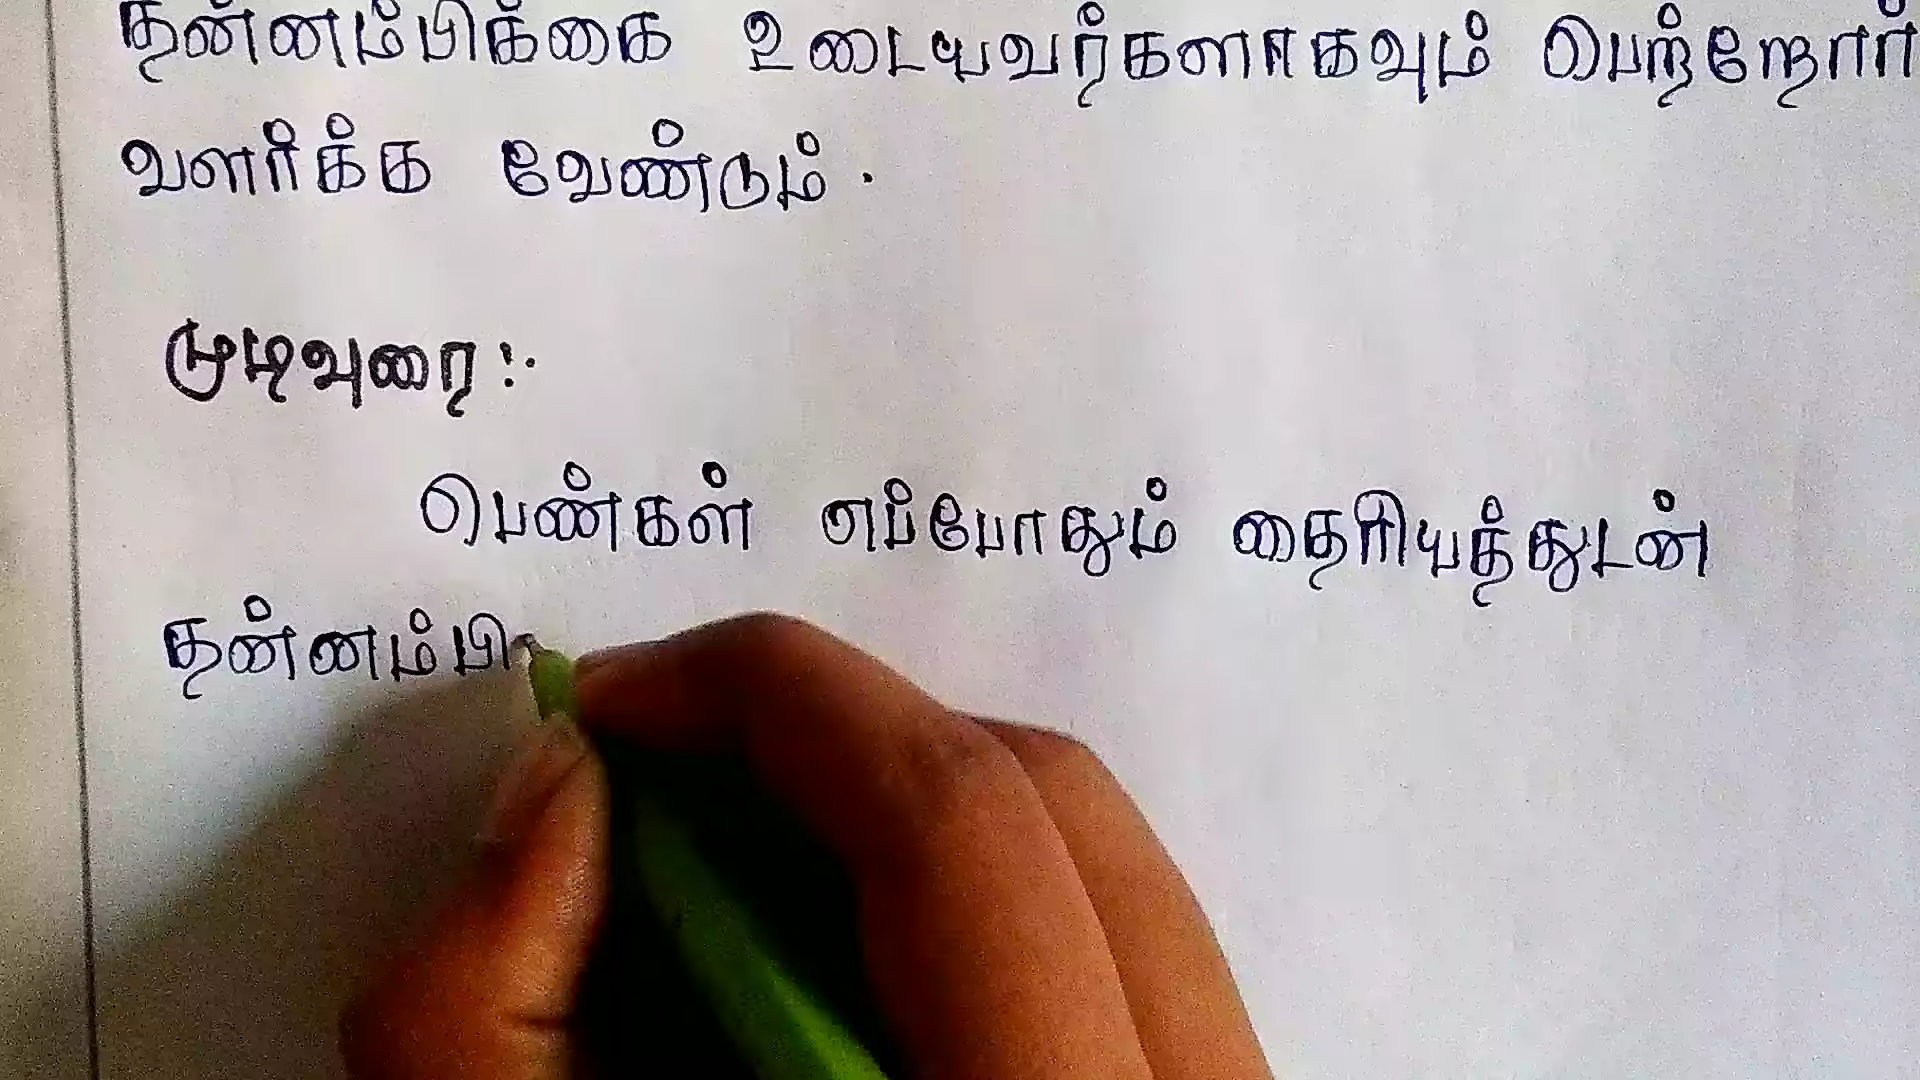 தன்னம்பிக்கை உடையவர்களாகவும் பெற்றோர்
வளர்க்க வேண்டும்.
முடிவுரை:-
பெண்கள் எப்போதும் தைரியத்துடன்
தன்னம்பி